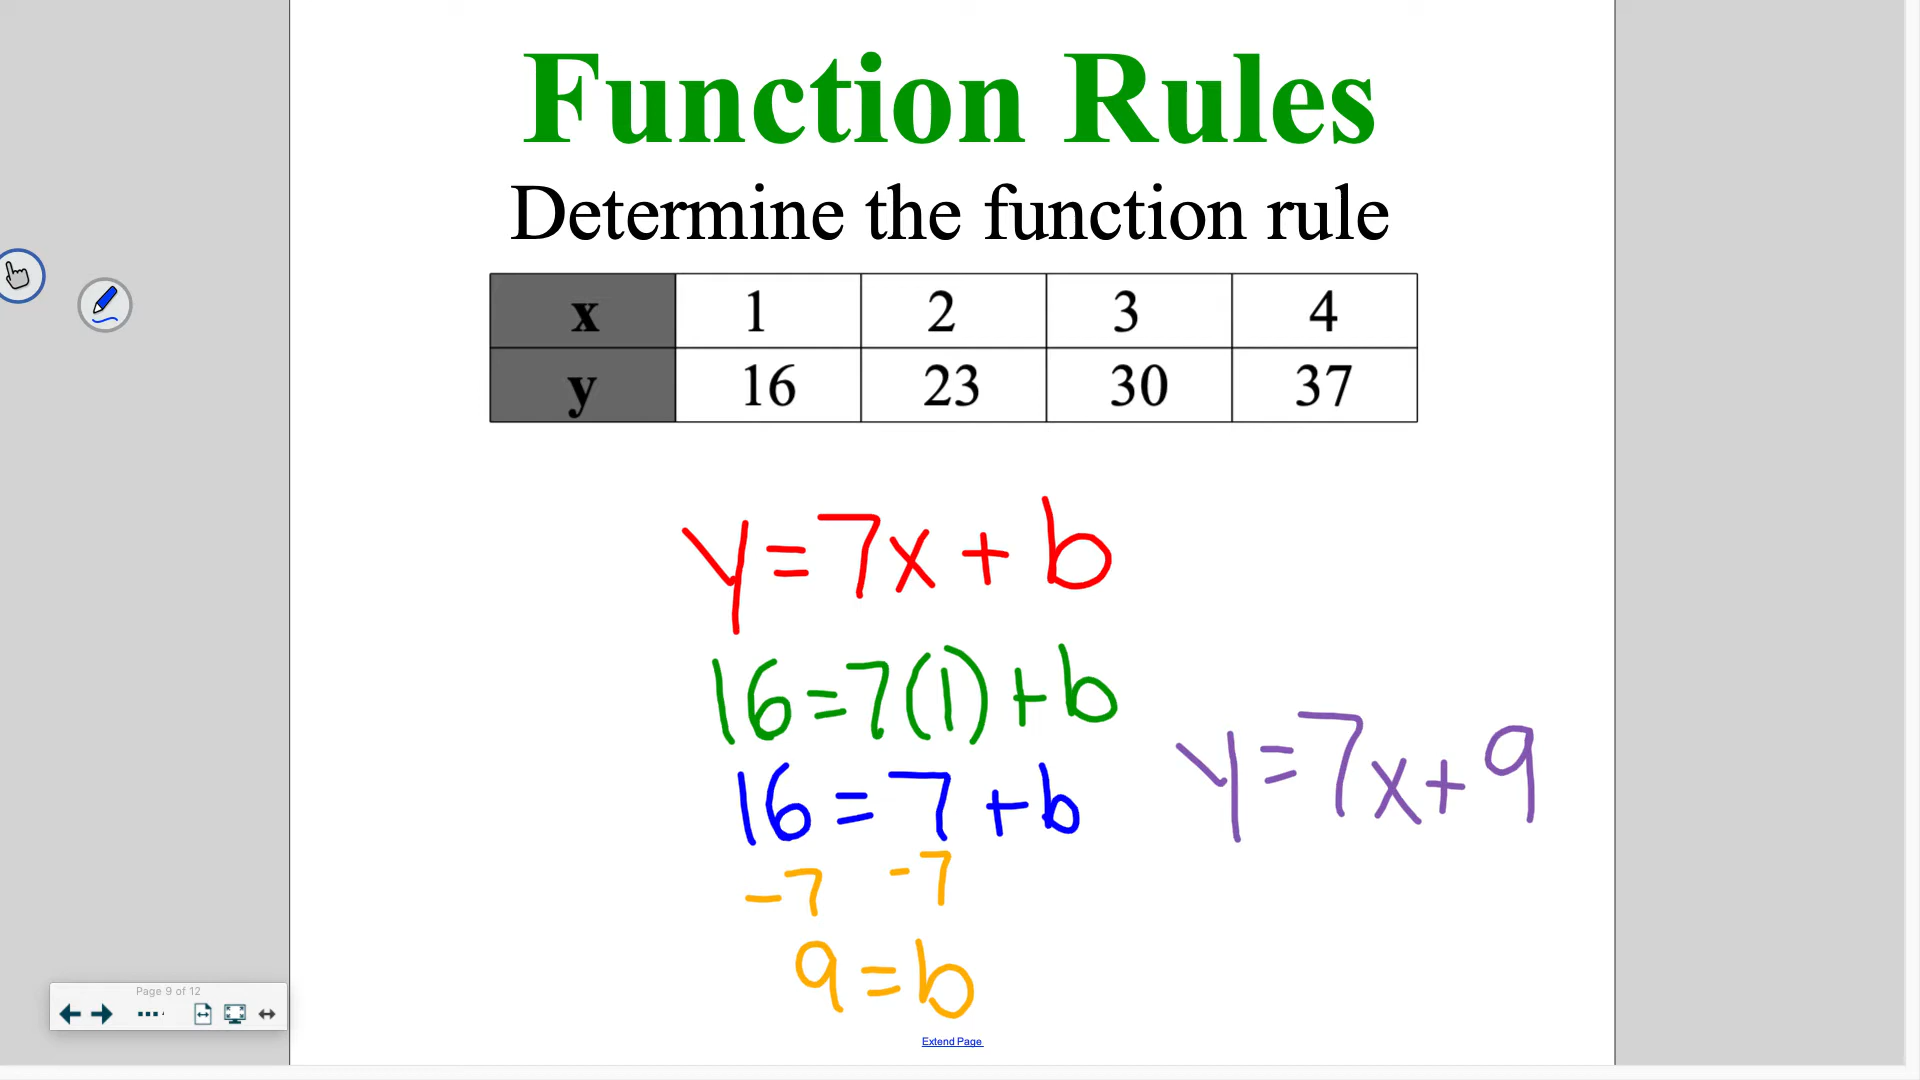 Function Rules
Determine the function rule
x 1 2 3 4
y 16 23 30 37
y = 7x + b
16 = 7(1) + b
16 = 7 + b
-7 -7
9 = b
y = 7x + 9
Page 9 of 12
Extend Page